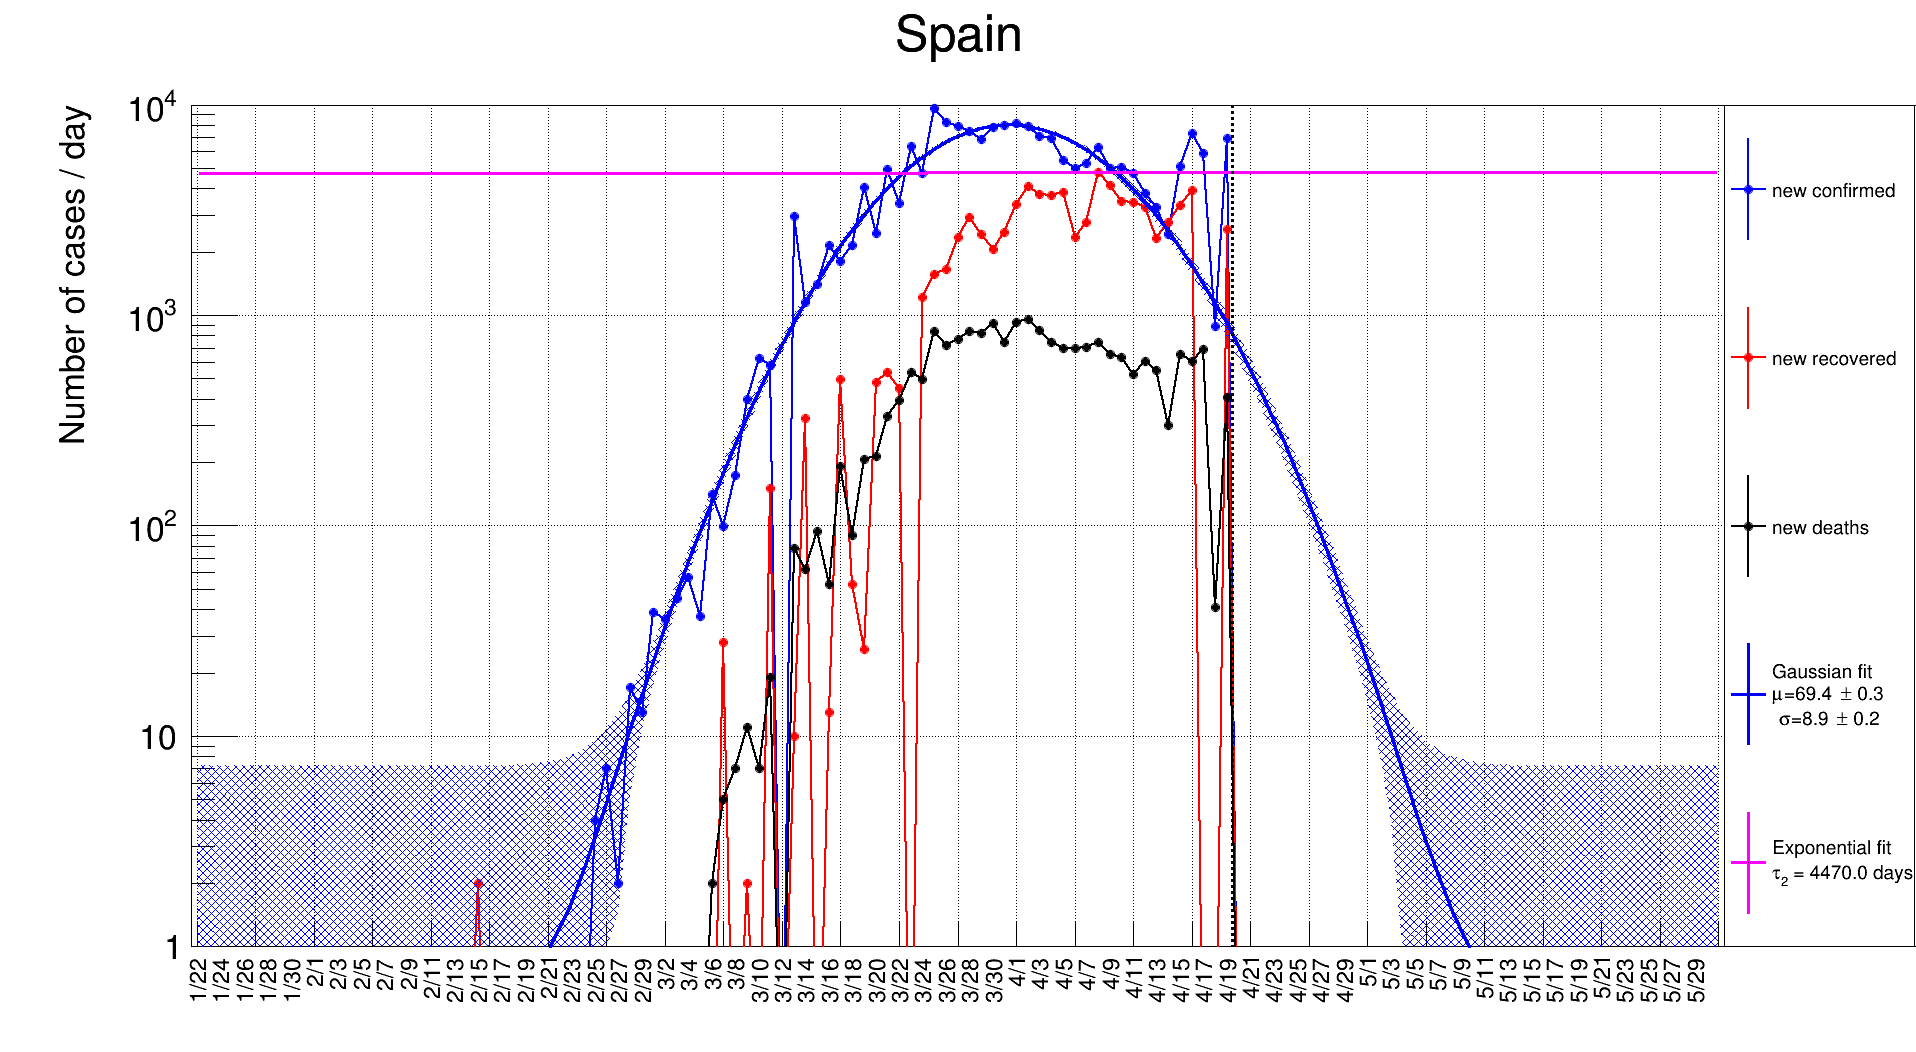 Spain
Number of cases / day
10^4
10^3
10^2
10
1
1/22 1/24 1/26 1/28 1/30 2/1 2/3 2/5 2/7 2/9 2/11 2/13 2/15 2/17 2/19 2/21 2/23 2/25 2/27 2/29 3/2 3/4 3/6 3/8 3/10 3/12 3/14 3/16 3/18 3/20 3/22 3/24 3/26 3/28 3/30 4/1 4/3 4/5 4/7 4/9 4/11 4/13 4/15 4/17 4/19 4/21 4/23 4/25 4/27 4/29 5/1 5/3 5/5 5/7 5/9 5/11 5/13 5/15 5/17 5/19 5/21 5/23 5/25 5/27 5/29
new confirmed
new recovered
new deaths
Gaussian fit
μ=69.4 ± 0.3
σ=8.9 ± 0.2
Exponential fit
τ₂ = 4470.0 days